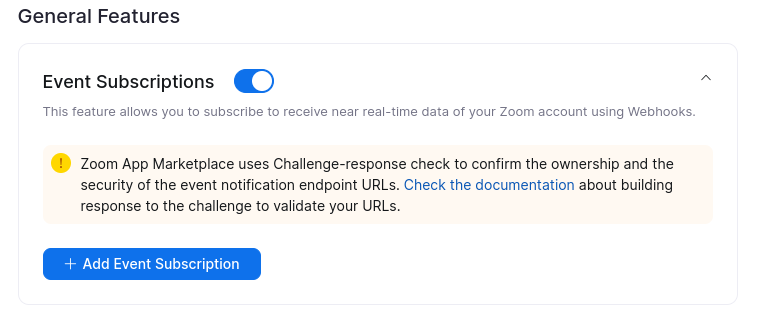 General Features
Event Subscriptions
This feature allows you to subscribe to receive near real-time data of your Zoom account using Webhooks.
! Zoom App Marketplace uses Challenge-response check to confirm the ownership and the
security of the event notification endpoint URLs. Check the documentation about building
response to the challenge to validate your URLs.
+ Add Event Subscription